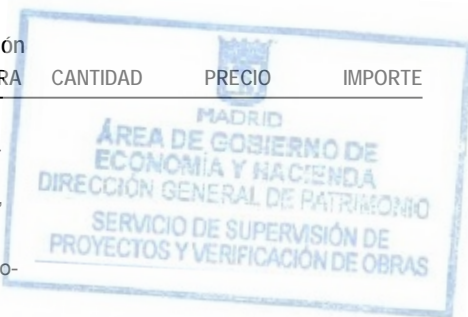 ón
RA CANTIDAD PRECIO IMPORTE
MADRID
ÁREA DE GOBIERNO DE
ECONOMÍA Y HACIENDA
DIRECCIÓN GENERAL DE PATRIMONIO
SERVICIO DE SUPERVISIÓN DE
PROYECTOS Y VERIFICACIÓN DE OBRAS
o-